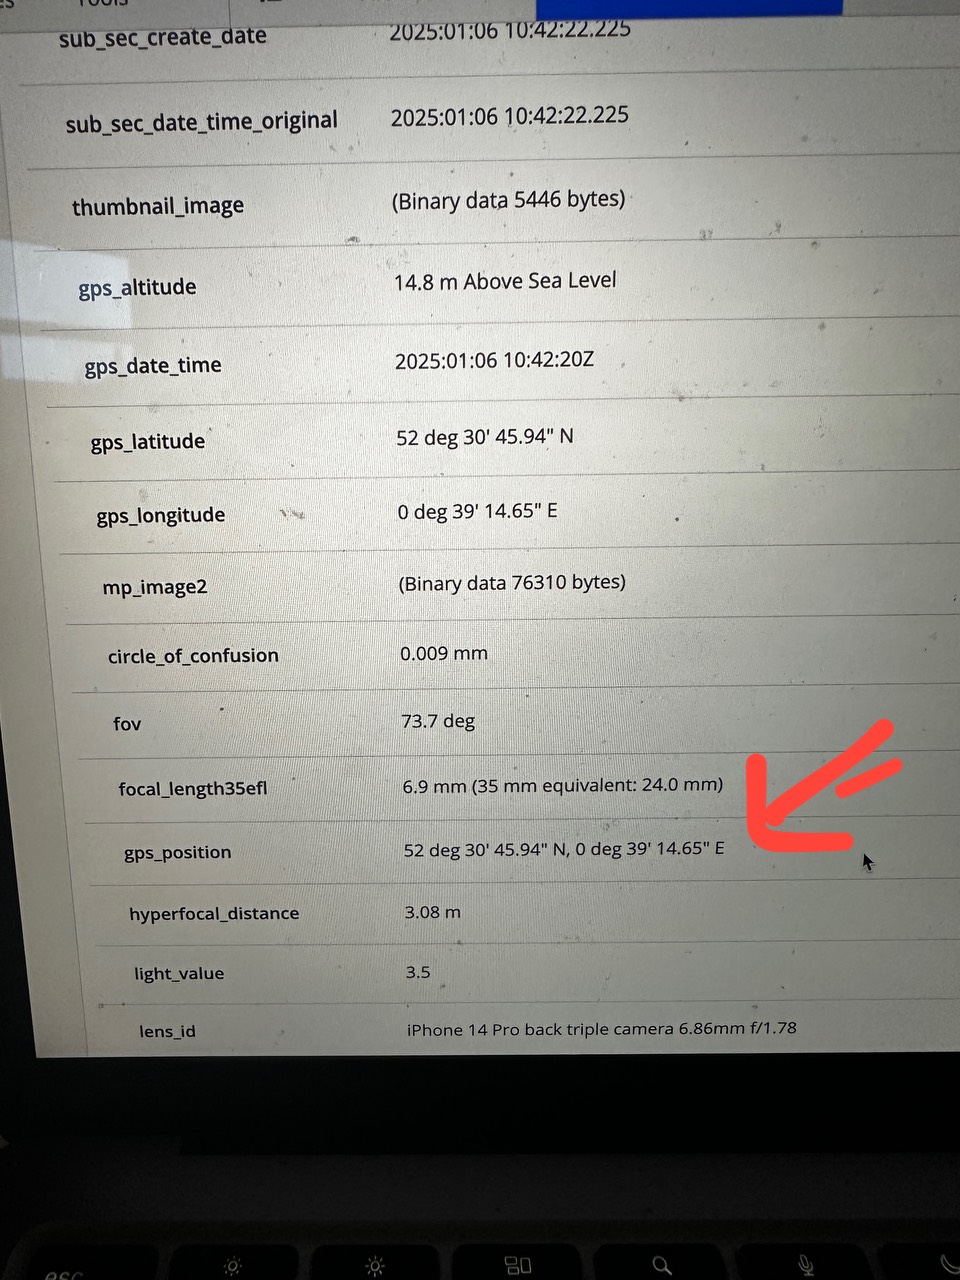 sub_sec_create_date 2025:01:06 10:42:22.225
sub_sec_date_time_original 2025:01:06 10:42:22.225
thumbnail_image (Binary data 5446 bytes)
gps_altitude 14.8 m Above Sea Level
gps_date_time 2025:01:06 10:42:20Z
gps_latitude 52 deg 30' 45.94" N
gps_longitude 0 deg 39' 14.65" E
mp_image2 (Binary data 76310 bytes)
circle_of_confusion 0.009 mm
fov 73.7 deg
focal_length35efl 6.9 mm (35 mm equivalent: 24.0 mm)
gps_position 52 deg 30' 45.94" N, 0 deg 39' 14.65" E
hyperfocal_distance 3.08 m
light_value 3.5
lens_id iPhone 14 Pro back triple camera 6.86mm f/1.78
esc